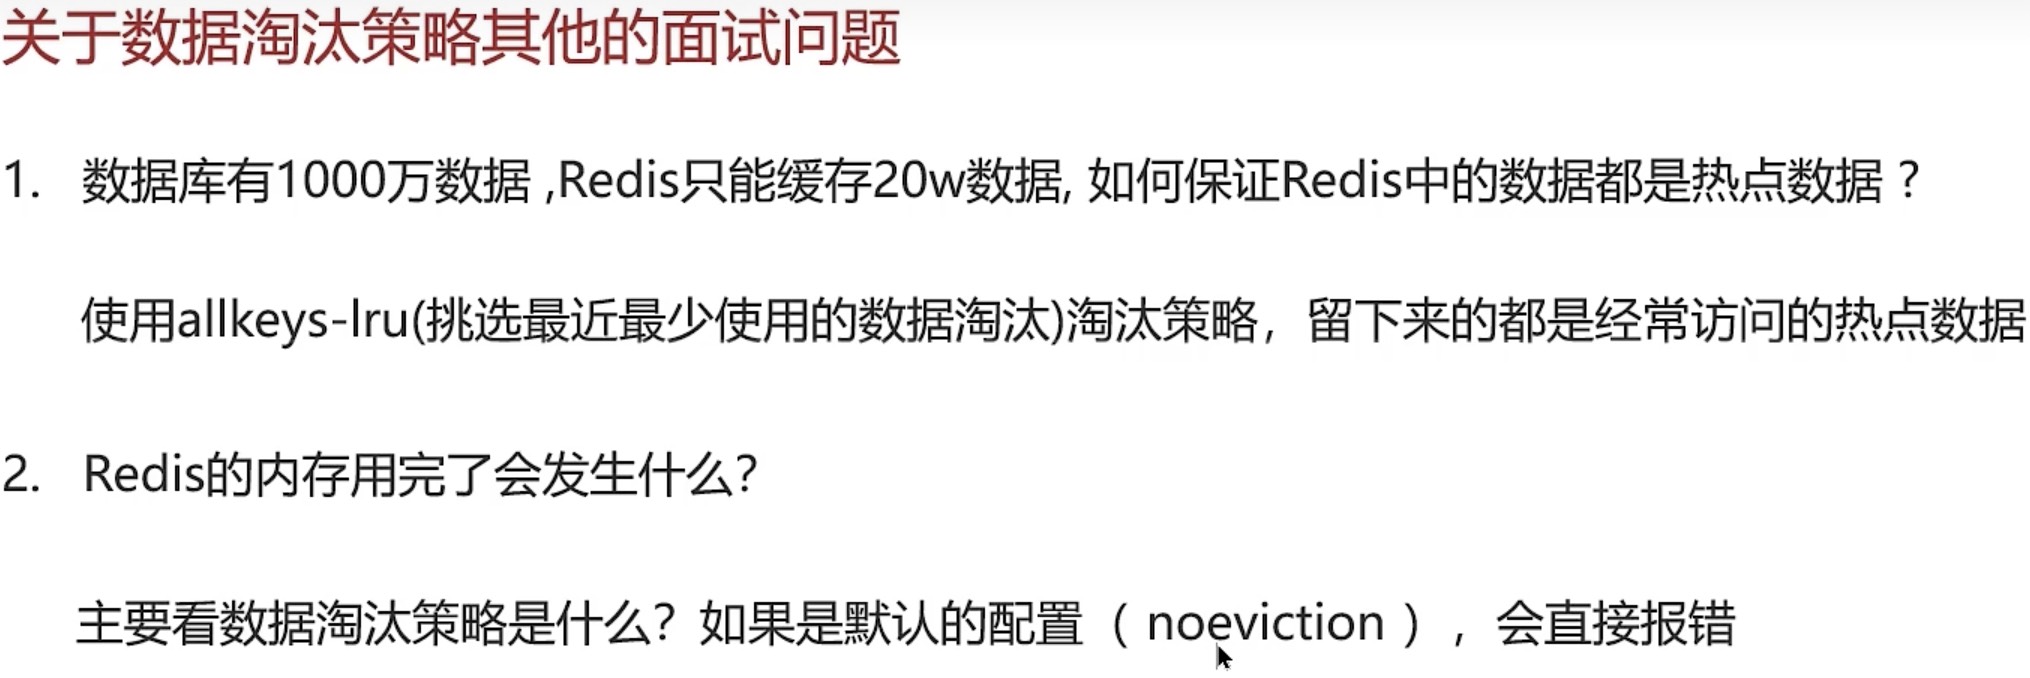 关于数据淘汰策略其他的面试问题
1. 数据库有1000万数据 ,Redis只能缓存20w数据, 如何保证Redis中的数据都是热点数据 ?
使用allkeys-lru(挑选最近最少使用的数据淘汰)淘汰策略，留下来的都是经常访问的热点数据
2. Redis的内存用完了会发生什么？
主要看数据淘汰策略是什么？如果是默认的配置（ noeviction ），会直接报错